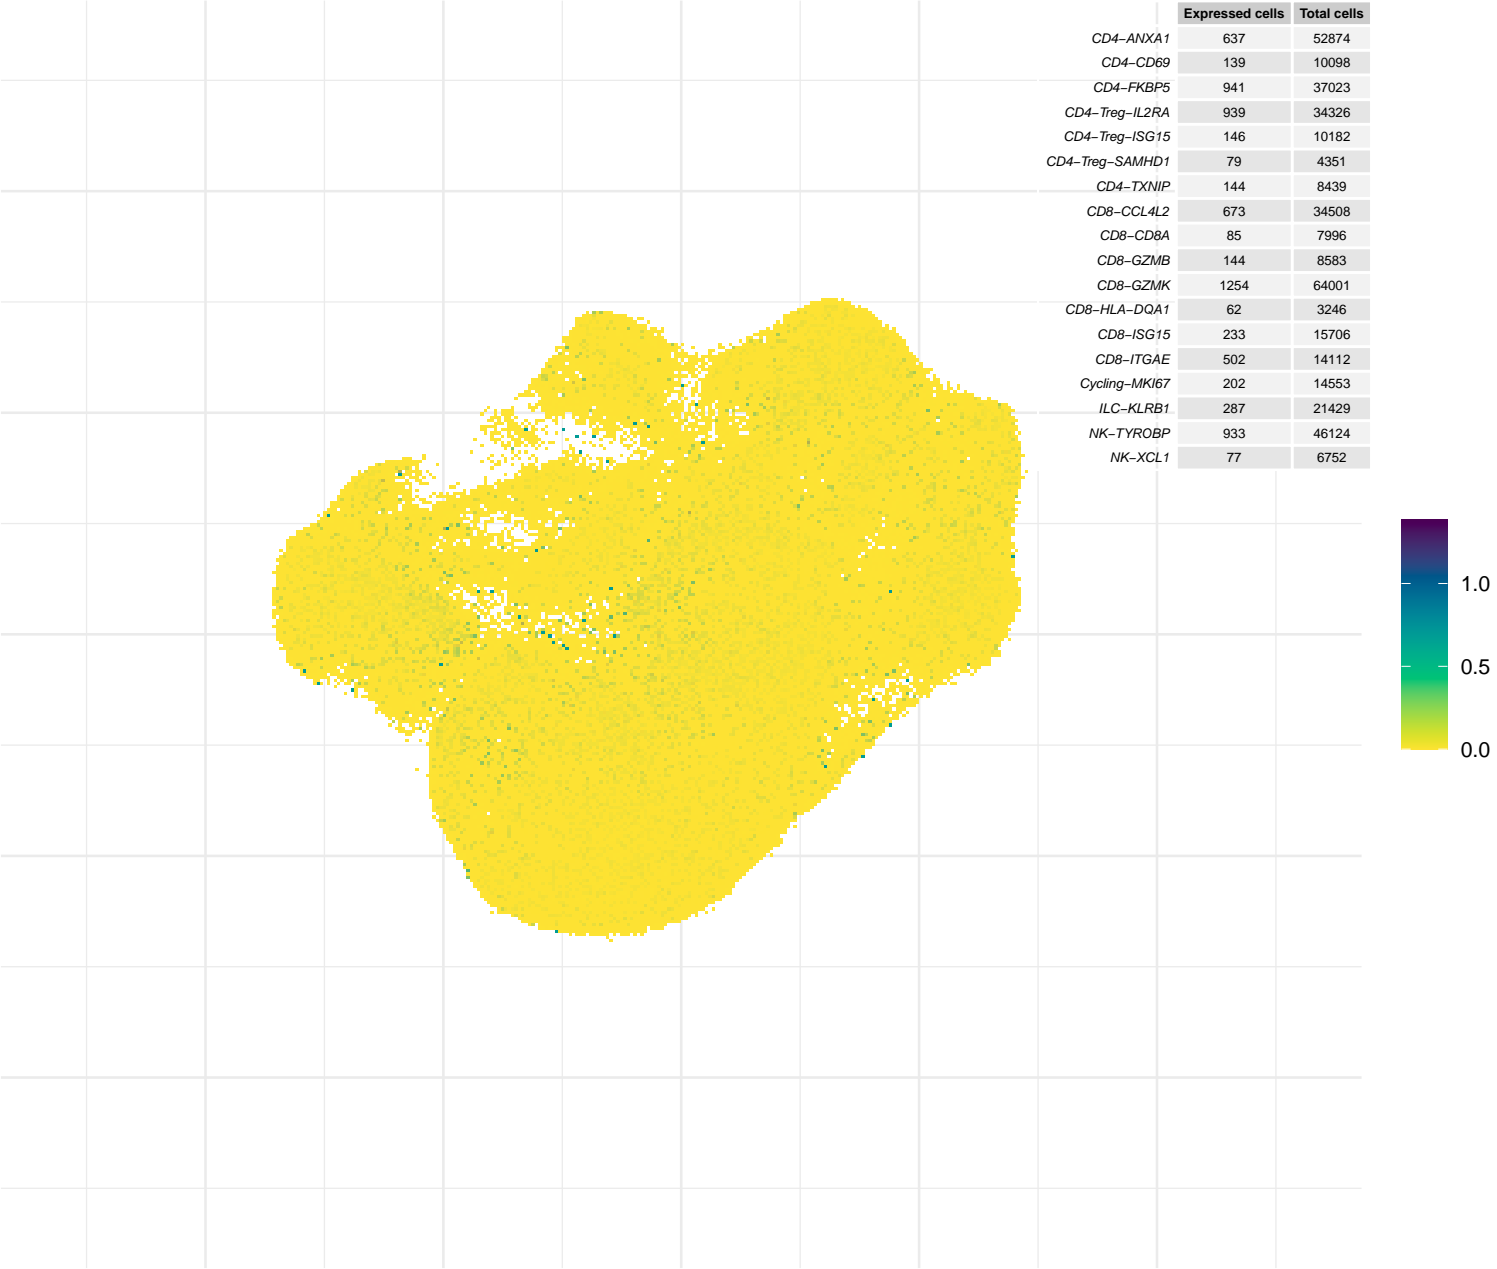 Expressed cells Total cells
CD4−ANXA1 637 52874
CD4−CD69 139 10098
CD4−FKBP5 941 37023
CD4−Treg−IL2RA 939 34326
CD4−Treg−ISG15 146 10182
CD4−Treg−SAMHD1 79 4351
CD4−TXNIP 144 8439
CD8−CCL4L2 673 34508
CD8−CD8A 85 7996
CD8−GZMB 144 8583
CD8−GZMK 1254 64001
CD8−HLA−DQA1 62 3246
CD8−ISG15 233 15706
CD8−ITGAE 502 14112
Cycling−MKI67 202 14553
ILC−KLRB1 287 21429
NK−TYROBP 933 46124
NK−XCL1 77 6752
1.0
0.5
0.0